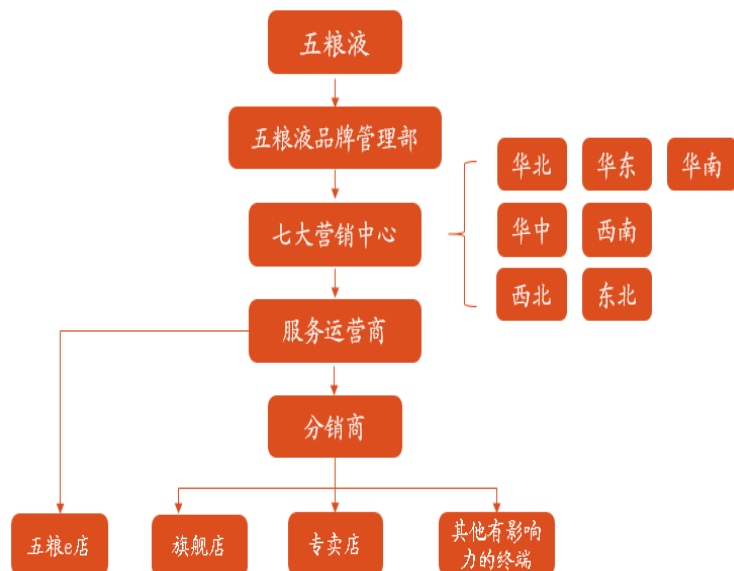 五粮液
五粮液品牌管理部
华北
华东
华南
七大营销中心
华中
西南
西北
东北
服务运营商
分销商
五粮e店
旗舰店
专卖店
其他有影响
力的终端